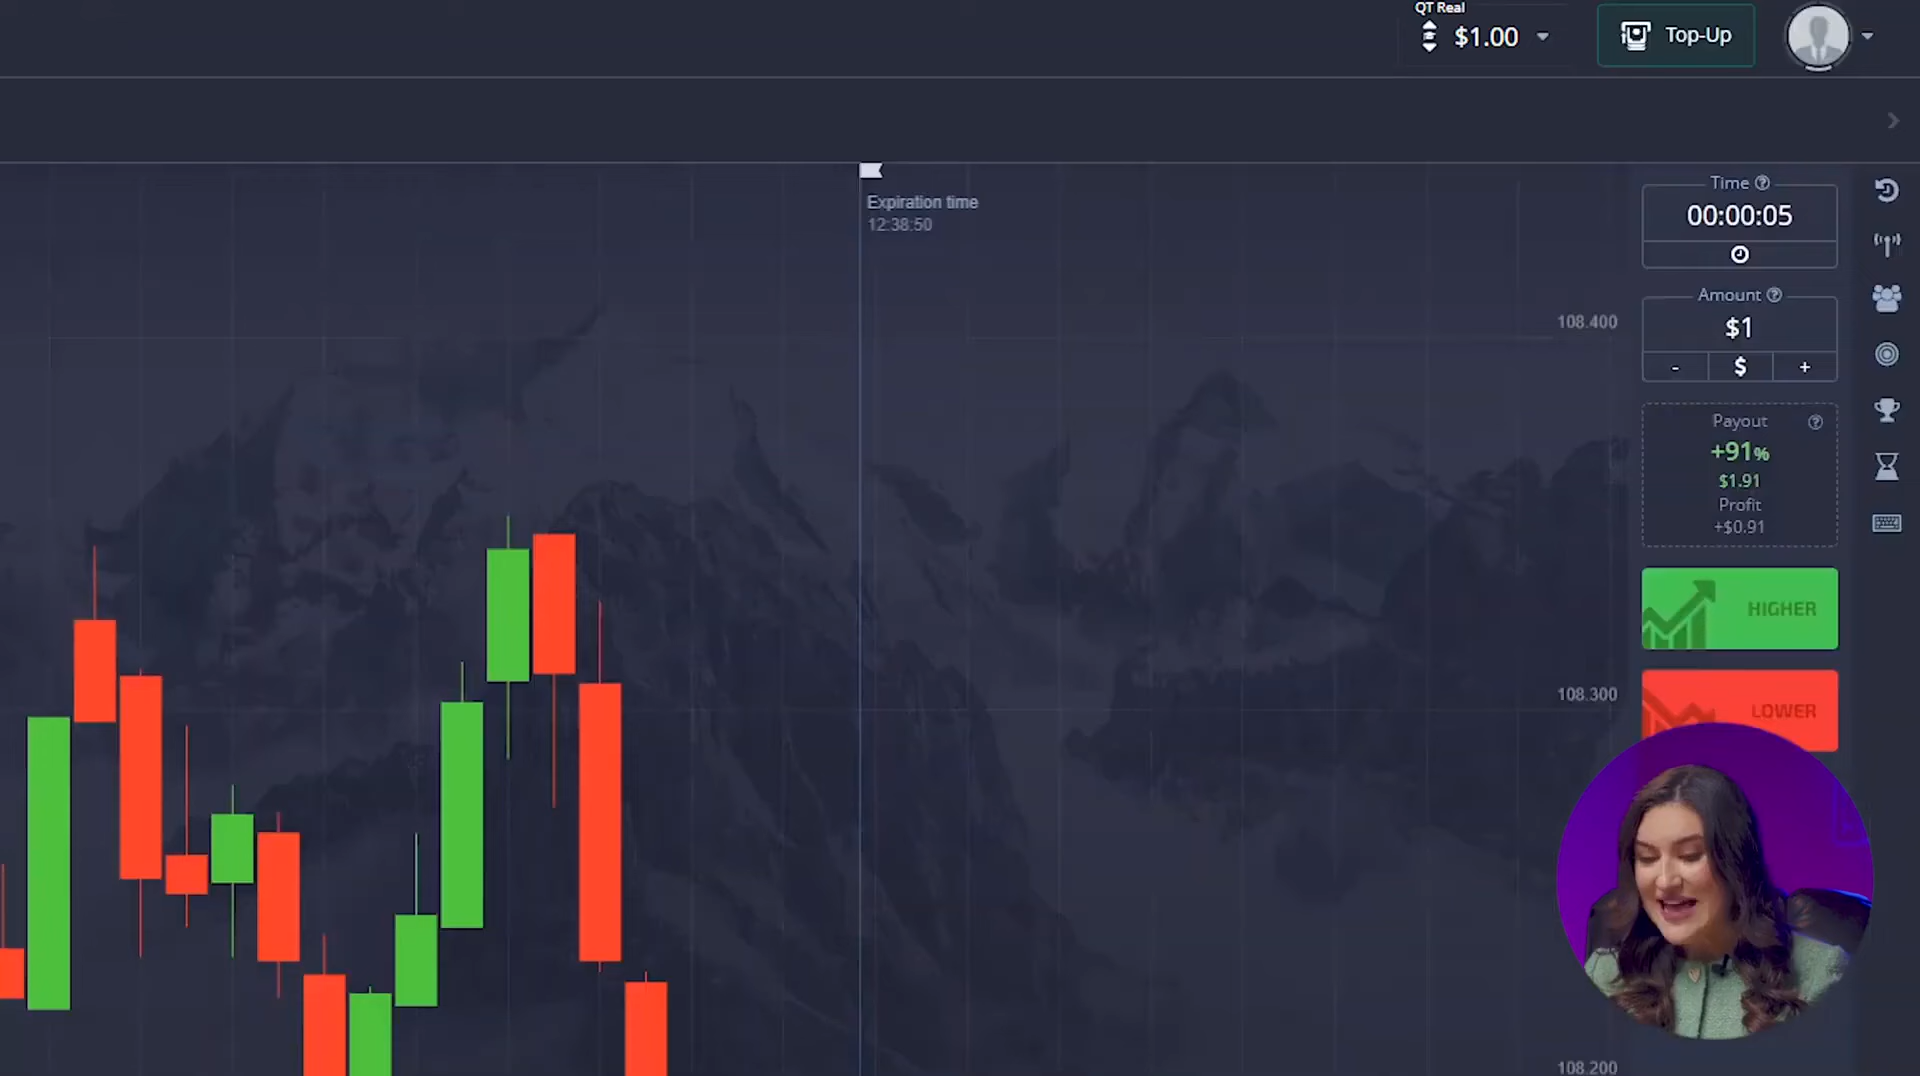 QT Real
$1.00
Top-Up
Expiration time
12:38:50
Time
00:00:05
Amount
$1
- $ +
Payout
+91%
$1.91
Profit
+$0.91
HIGHER
LOWER
108.400
108.300
108.200